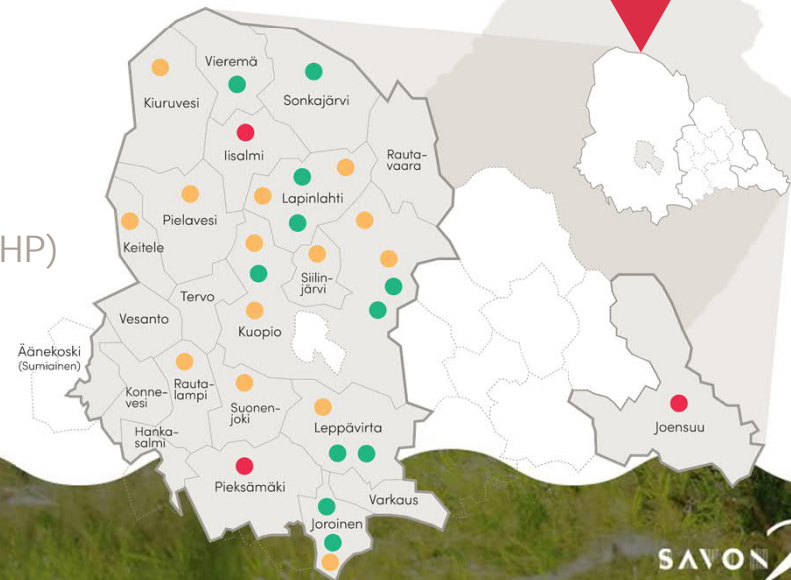 Vieremä
Kiuruvesi
Sonkajärvi
Iisalmi
Rauta-
vaara
Lapinlahti
Pielavesi
Keitele
HP)
Siilin-
järvi
Tervo
Vesanto
Kuopio
Äänekoski
(Sumiainen)
Konne-
vesi
Rauta-
lampi
Suonen-
joki
Leppävirta
Joensuu
Hanka-
salmi
Pieksämäki
Varkaus
Joroinen
SAVON